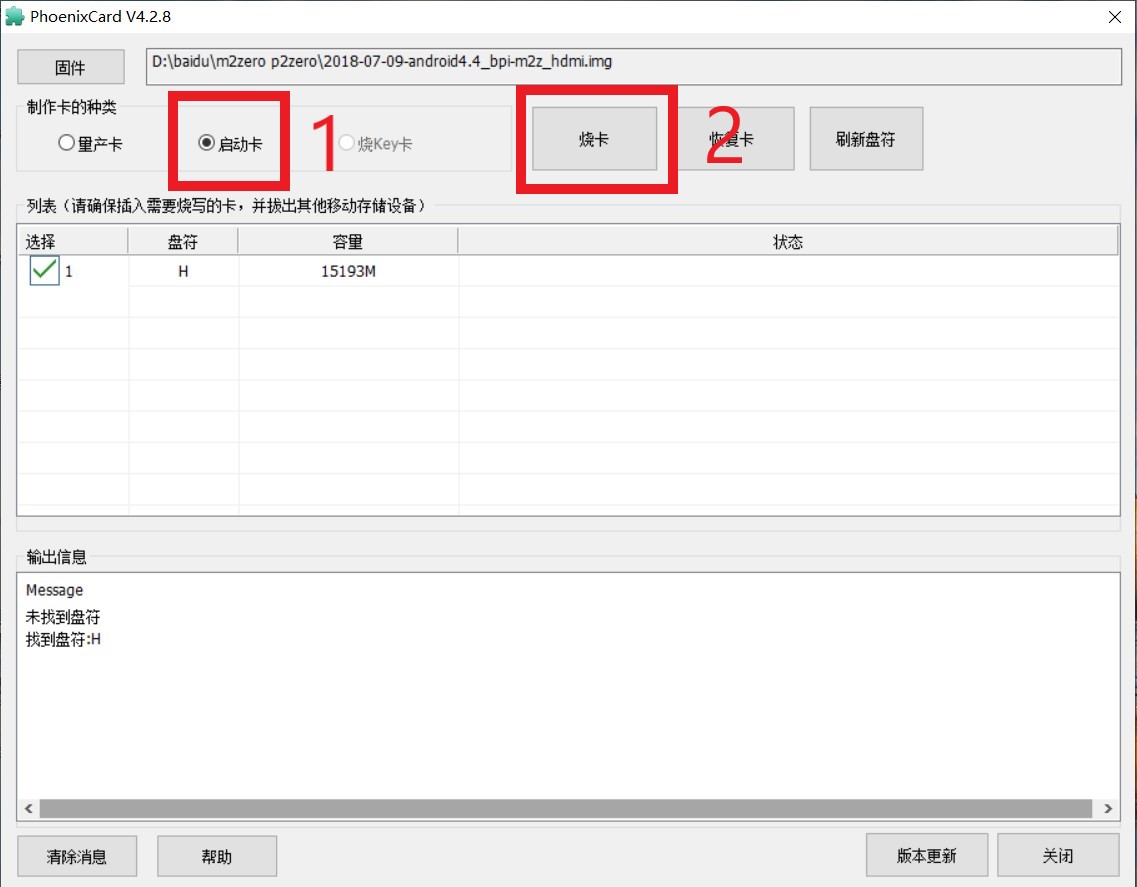 PhoenixCard V4.2.8
固件
D:\baidu\m2zero p2zero\2018-07-09-android4.4_bpi-m2z_hdmi.img
制作卡的种类
量产卡
启动卡
1
烧Key卡
烧卡
恢复卡
2
刷新盘符
列表（请确保插入需要烧写的卡，并拔出其他移动存储设备）
选择 盘符 容量 状态
1 H 15193M
输出信息
Message
未找到盘符
找到盘符:H
清除消息
帮助
版本更新
关闭